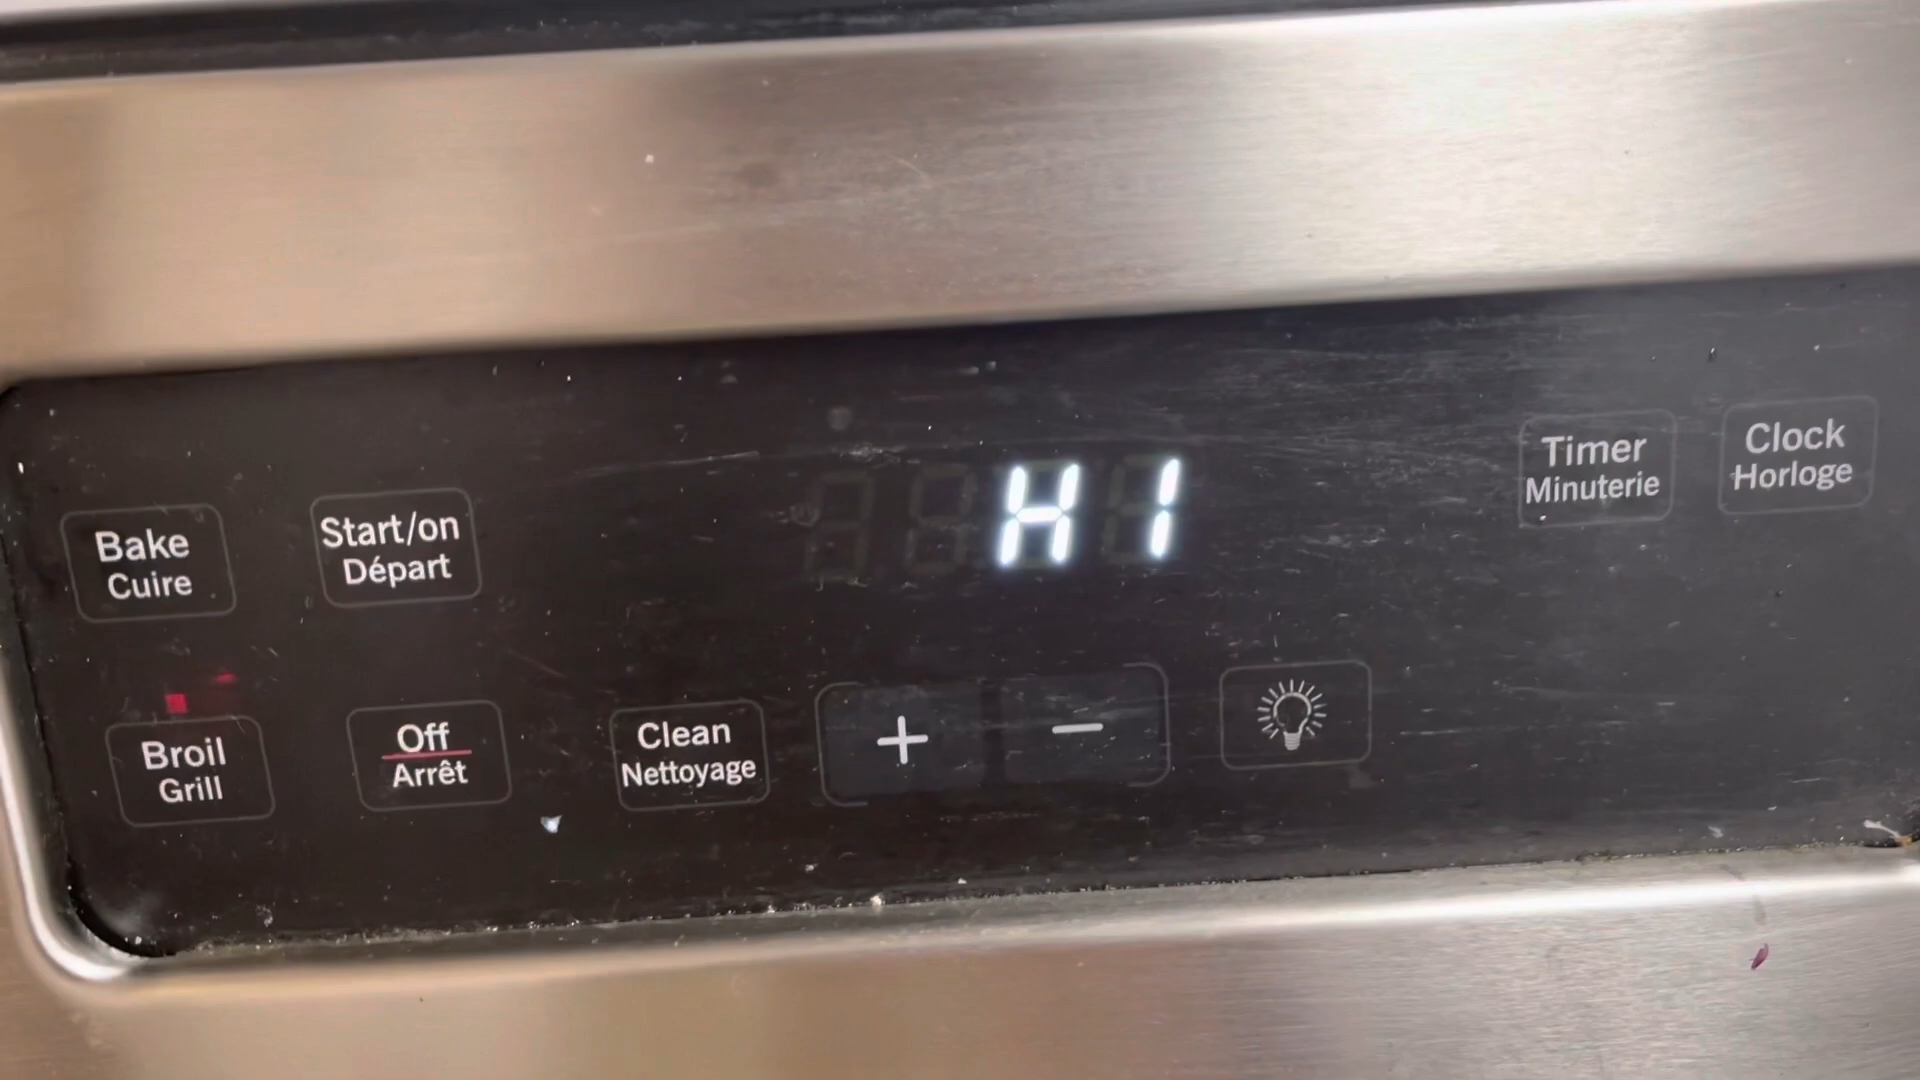 Bake
Cuire
Start/on
Départ
HI
Timer
Minuterie
Clock
Horloge
Broil
Grill
Off
Arrêt
Clean
Nettoyage
+
−